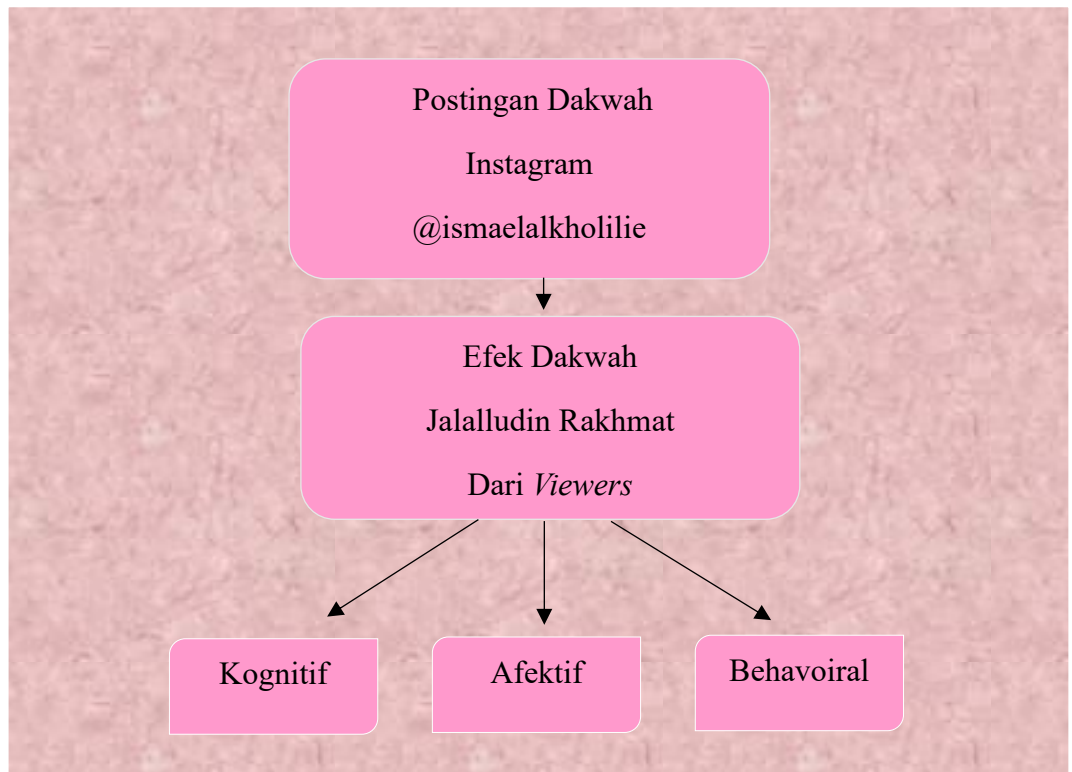 Postingan Dakwah
Instagram
@ismaelalkholilie
Efek Dakwah
Jalalludin Rakhmat
Dari Viewers
Kognitif
Afektif
Behavoiral